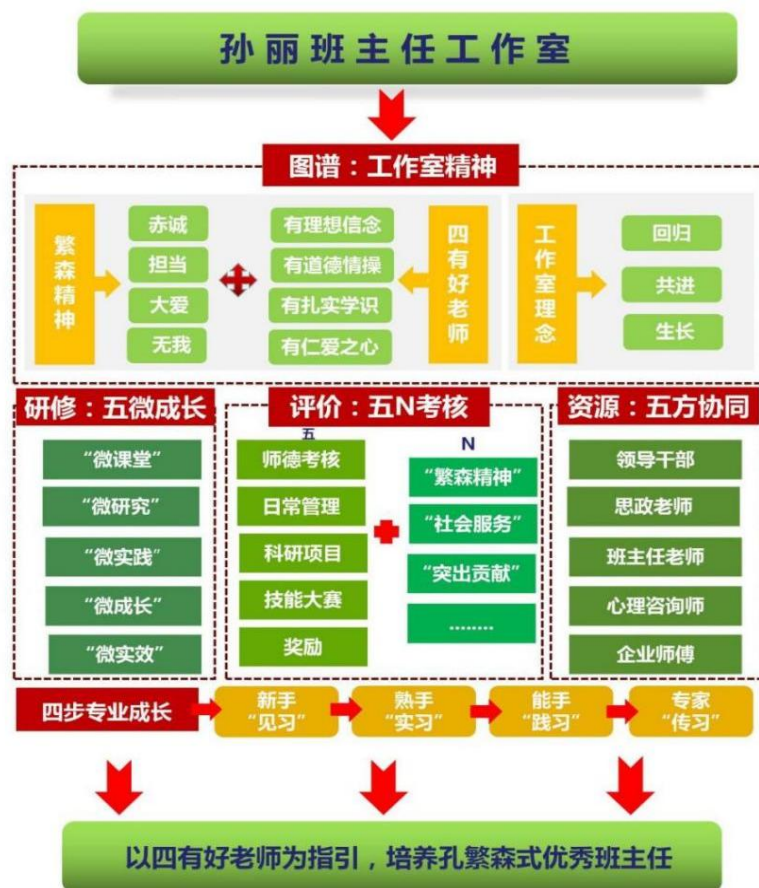 孙丽班主任工作室
图谱：工作室精神
繁森精神
赤诚
担当
大爱
无我
有理想信念
有道德情操
有扎实学识
有仁爱之心
四有好老师
工作室理念
回归
共进
生长
研修：五微成长
“微课堂”
“微研究”
“微实践”
“微成长”
“微实效”
评价：五N考核
五
师德考核
日常管理
科研项目
技能大赛
奖励
N
“繁森精神”
“社会服务”
“突出贡献”
........
资源：五方协同
领导干部
思政老师
班主任老师
心理咨询师
企业师傅
四步专业成长
新手
“见习”
熟手
“实习”
能手
“践习”
专家
“传习”
以四有好老师为指引，培养孔繁森式优秀班主任